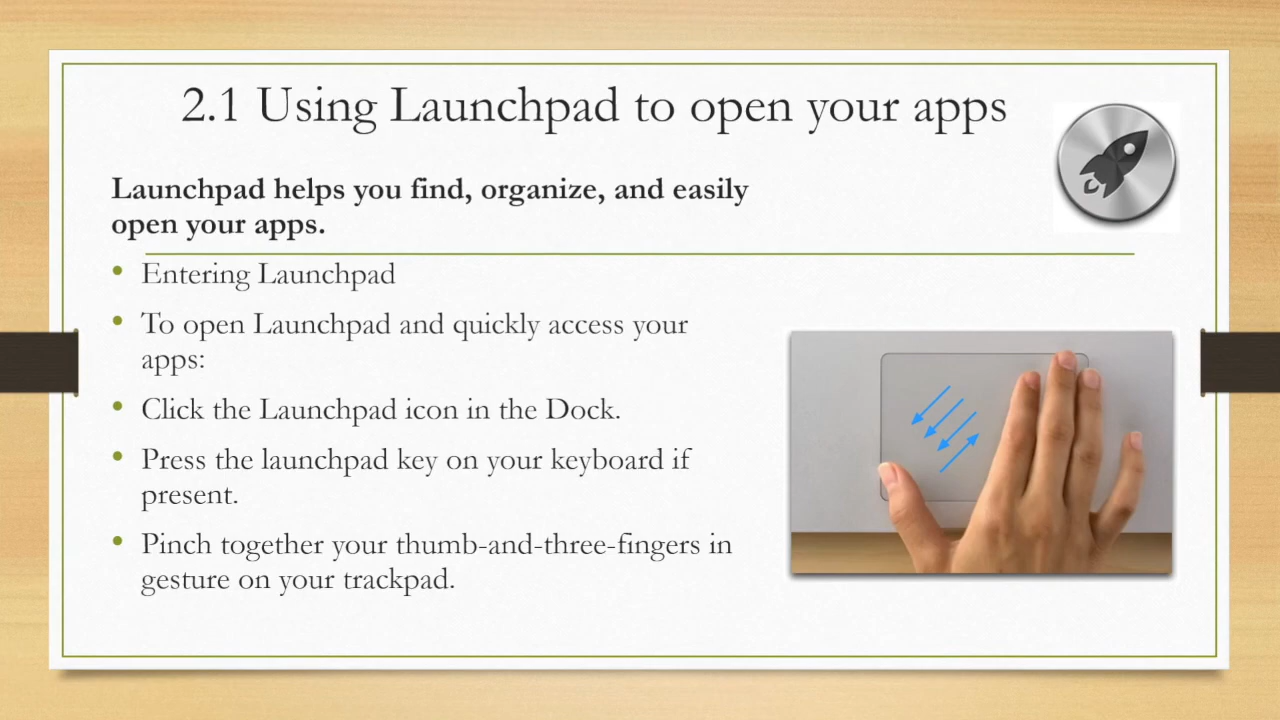 2.1 Using Launchpad to open your apps
Launchpad helps you find, organize, and easily
open your apps.
• Entering Launchpad
• To open Launchpad and quickly access your
apps:
• Click the Launchpad icon in the Dock.
• Press the launchpad key on your keyboard if
present.
• Pinch together your thumb-and-three-fingers in
gesture on your trackpad.